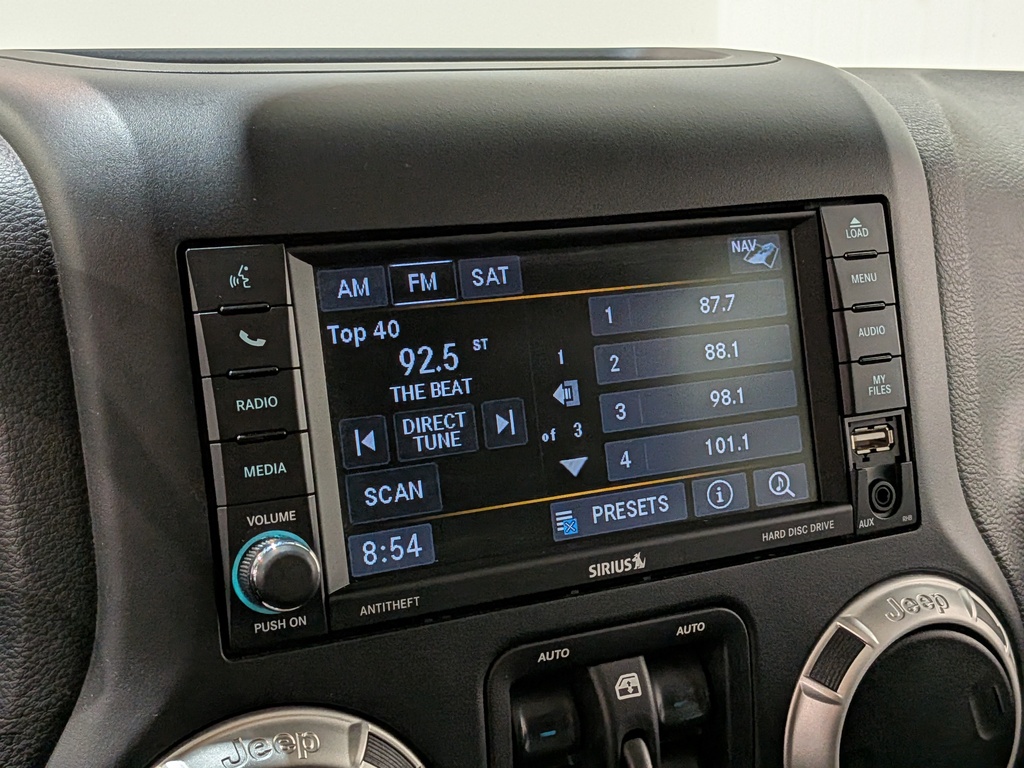 AM
FM
SAT
NAV
Top 40
92.5 ST
THE BEAT
DIRECT
TUNE
SCAN
8:54
1
of 3
1 87.7
2 88.1
3 98.1
4 101.1
PRESETS
i
RADIO
MEDIA
VOLUME
PUSH ON
LOAD
MENU
AUDIO
MY
FILES
AUX
RHB
ANTITHEFT
SIRIUS
HARD DISC DRIVE
AUTO
AUTO
Jeep
Jeep